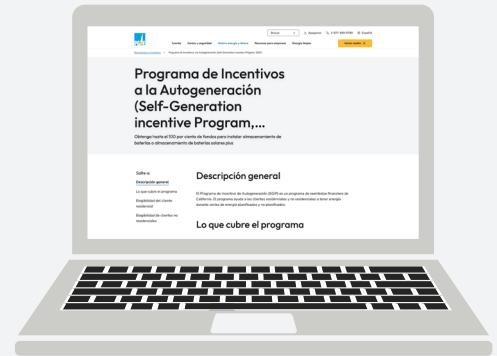 Buscar
Español
Cuenta
Ahorre energía y dinero
Recursos para empresas
Energía limpia
Iniciar sesión
Programa de Incentivos
a la Autogeneración
(Self-Generation
incentive Program,...
Obtenga hasta el 100 por ciento de fondos para instalar almacenamiento de
baterías o almacenamiento de baterías solares plus
Salte a:
Descripción general
Lo que cubre el programa
Elegibilidad del cliente
residencial
Elegibilidad de clientes no
residenciales
Descripción general
El Programa de Incentivo de Autogeneración (SGIP) es un programa de reembolso financiero de
California. El programa ayuda a los clientes residenciales y no residenciales a tener energía
durante cortes de energía planificados y no planificados.
Lo que cubre el programa